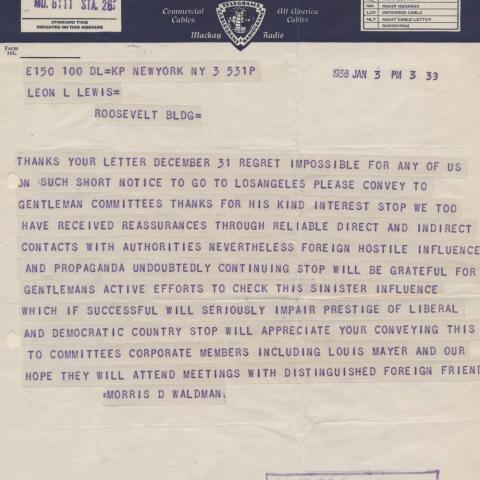 MU. 6111 STA. 26
STANDARD TIME
INDICATED ON THIS MESSAGE
Commercial
Cables
TELEGRAMS
All America
Cables
Mackay Radio
NM NIGHT MESSAGE
LCO DEFERRED CABLE
NLT NIGHT CABLE LETTER
RADIOGRAM
Form
16L
E150 100 DL=KP NEWYORK NY 3 531P
1938 JAN 3 PM 3 33
LEON L LEWIS=
ROOSEVELT BLDG=
THANKS YOUR LETTER DECEMBER 31 REGRET IMPOSSIBLE FOR ANY OF US
ON SUCH SHORT NOTICE TO GO TO LOSANGELES PLEASE CONVEY TO
GENTLEMAN COMMITTEES THANKS FOR HIS KIND INTEREST STOP WE TOO
HAVE RECEIVED REASSURANCES THROUGH RELIABLE DIRECT AND INDIRECT
CONTACTS WITH AUTHORITIES NEVERTHELESS FOREIGN HOSTILE INFLUENCE
AND PROPAGANDA UNDOUBTEDLY CONTINUING STOP WILL BE GRATEFUL FOR
GENTLEMANS ACTIVE EFFORTS TO CHECK THIS SINISTER INFLUENCE
WHICH IF SUCCESSFUL WILL SERIOUSLY IMPAIR PRESTIGE OF LIBERAL
AND DEMOCRATIC COUNTRY STOP WILL APPRECIATE YOUR CONVEYING THIS
TO COMMITTEES CORPORATE MEMBERS INCLUDING LOUIS MAYER AND OUR
HOPE THEY WILL ATTEND MEETINGS WITH DISTINGUISHED FOREIGN FRIEND
=MORRIS D WALDMAN.